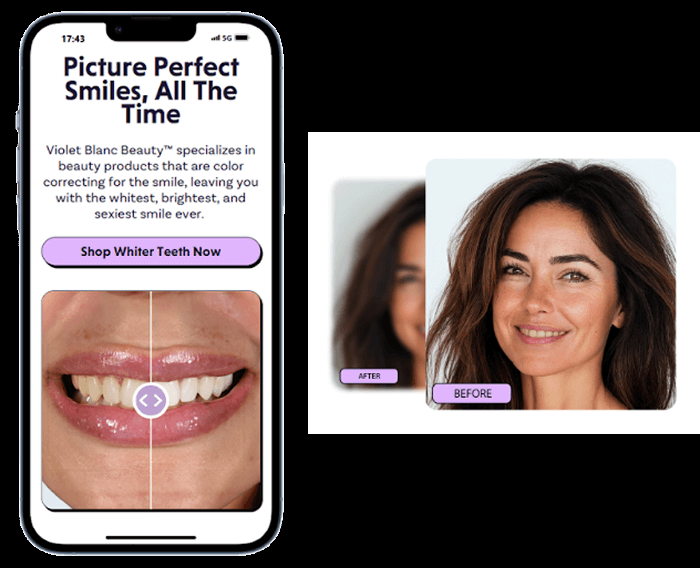 17:43
5G
Picture Perfect
Smiles, All The
Time
Violet Blanc Beauty™ specializes in
beauty products that are color
correcting for the smile, leaving you
with the whitest, brightest, and
sexiest smile ever.
Shop Whiter Teeth Now
AFTER
BEFORE